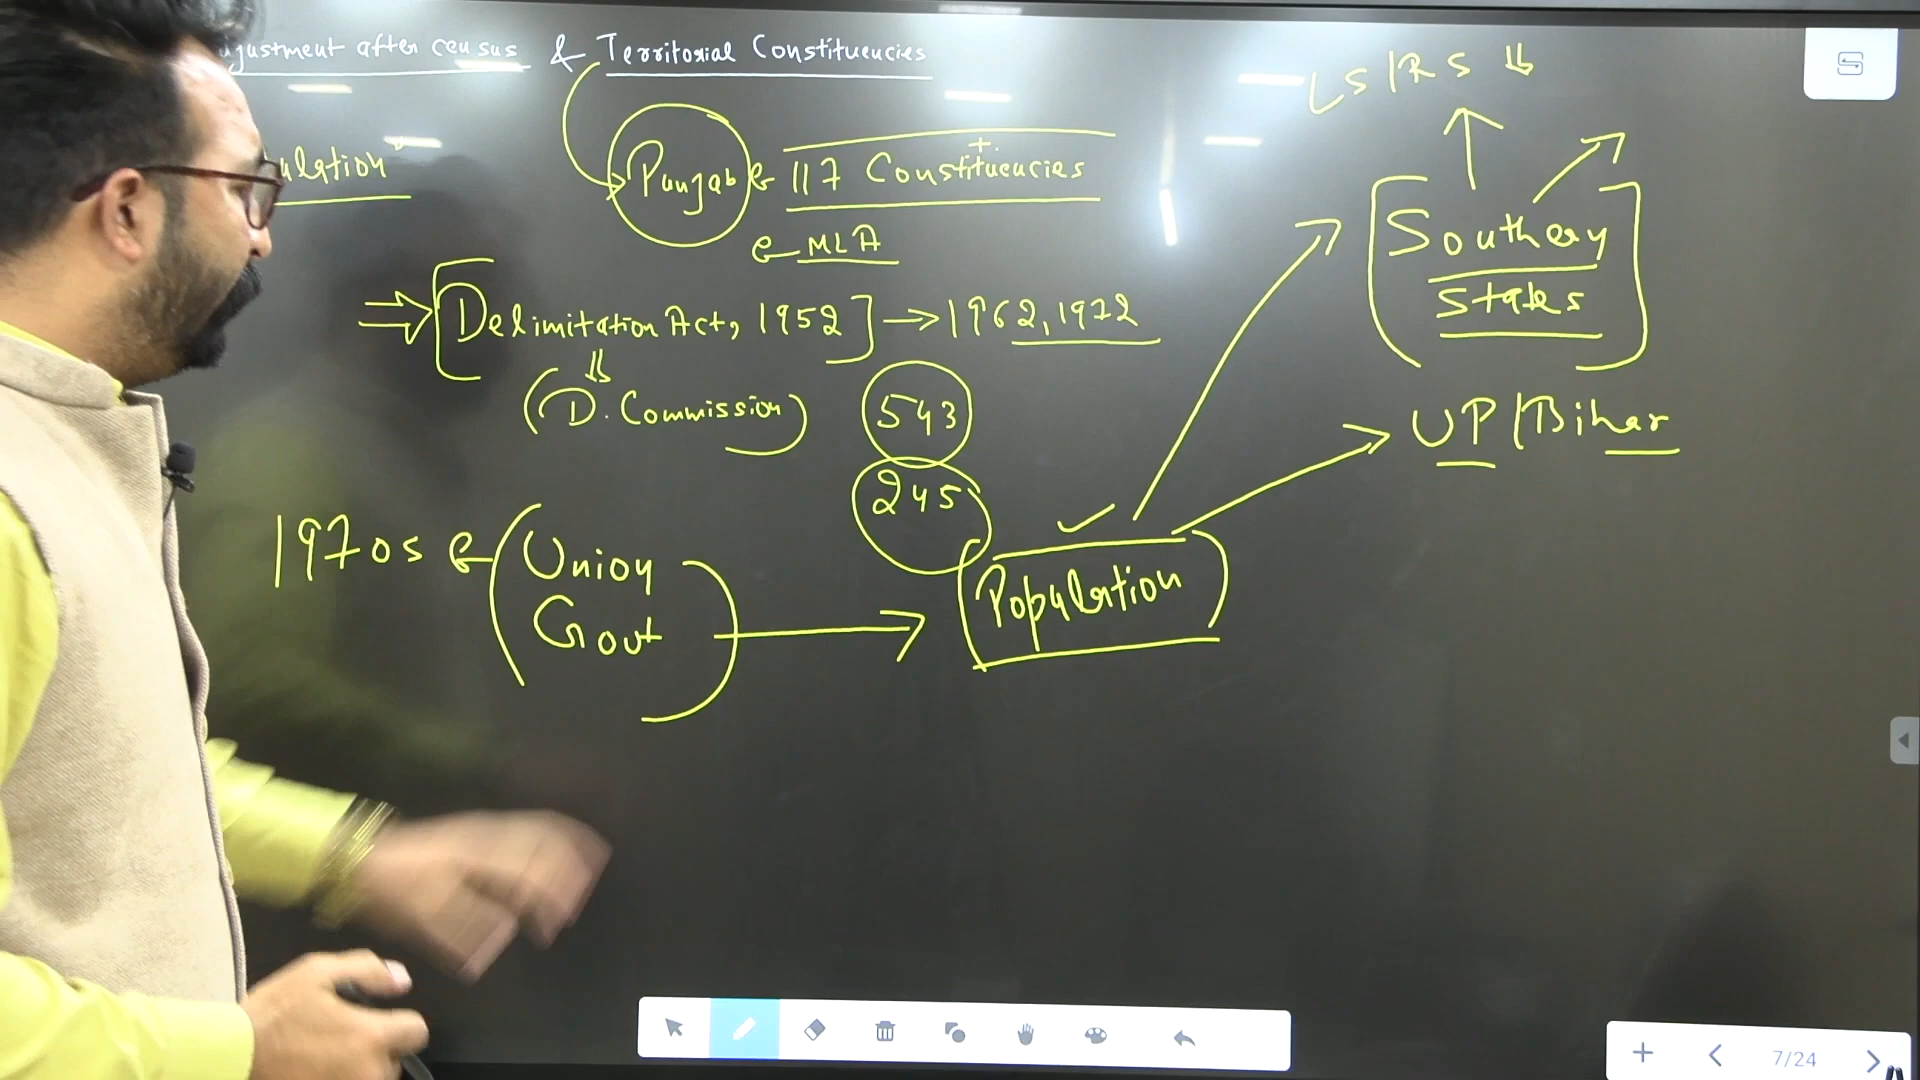 justment after census & Territorial Constituencies
LS/RS
ulation"
Punjab 117 Constituencies
MLA
Southern
States
Delimitation Act, 1952] → 1962, 1972
(D. Commission)
543
UP/Bihar
245
1970s
Union
Govt
Population
7/24